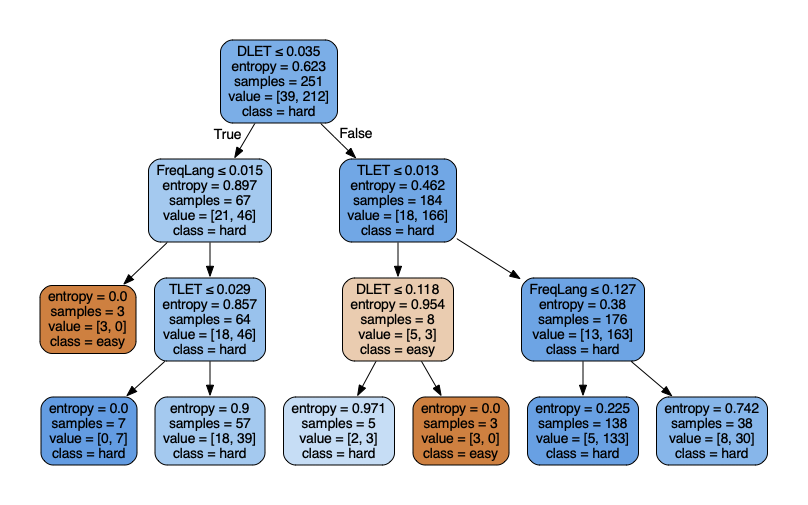 DLET ≤ 0.035
entropy = 0.623
samples = 251
value = [39, 212]
class = hard
True
False
FreqLang ≤ 0.015
entropy = 0.897
samples = 67
value = [21, 46]
class = hard
TLET ≤ 0.013
entropy = 0.462
samples = 184
value = [18, 166]
class = hard
entropy = 0.0
samples = 3
value = [3, 0]
class = easy
TLET ≤ 0.029
entropy = 0.857
samples = 64
value = [18, 46]
class = hard
DLET ≤ 0.118
entropy = 0.954
samples = 8
value = [5, 3]
class = easy
FreqLang ≤ 0.127
entropy = 0.38
samples = 176
value = [13, 163]
class = hard
entropy = 0.0
samples = 7
value = [0, 7]
class = hard
entropy = 0.9
samples = 57
value = [18, 39]
class = hard
entropy = 0.971
samples = 5
value = [2, 3]
class = hard
entropy = 0.0
samples = 3
value = [3, 0]
class = easy
entropy = 0.225
samples = 138
value = [5, 133]
class = hard
entropy = 0.742
samples = 38
value = [8, 30]
class = hard